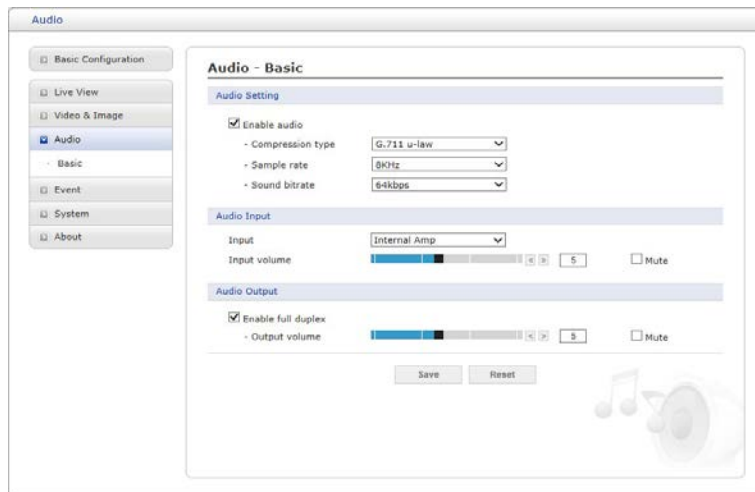 Audio
Basic Configuration
Live View
Video & Image
Audio
- Basic
Event
System
About
Audio - Basic
Audio Setting
Enable audio
- Compression type G.711 u-law
- Sample rate 8KHz
- Sound bitrate 64kbps
Audio Input
Input Internal Amp
Input volume < > 5 Mute
Audio Output
Enable full duplex
- Output volume < > 5 Mute
Save Reset